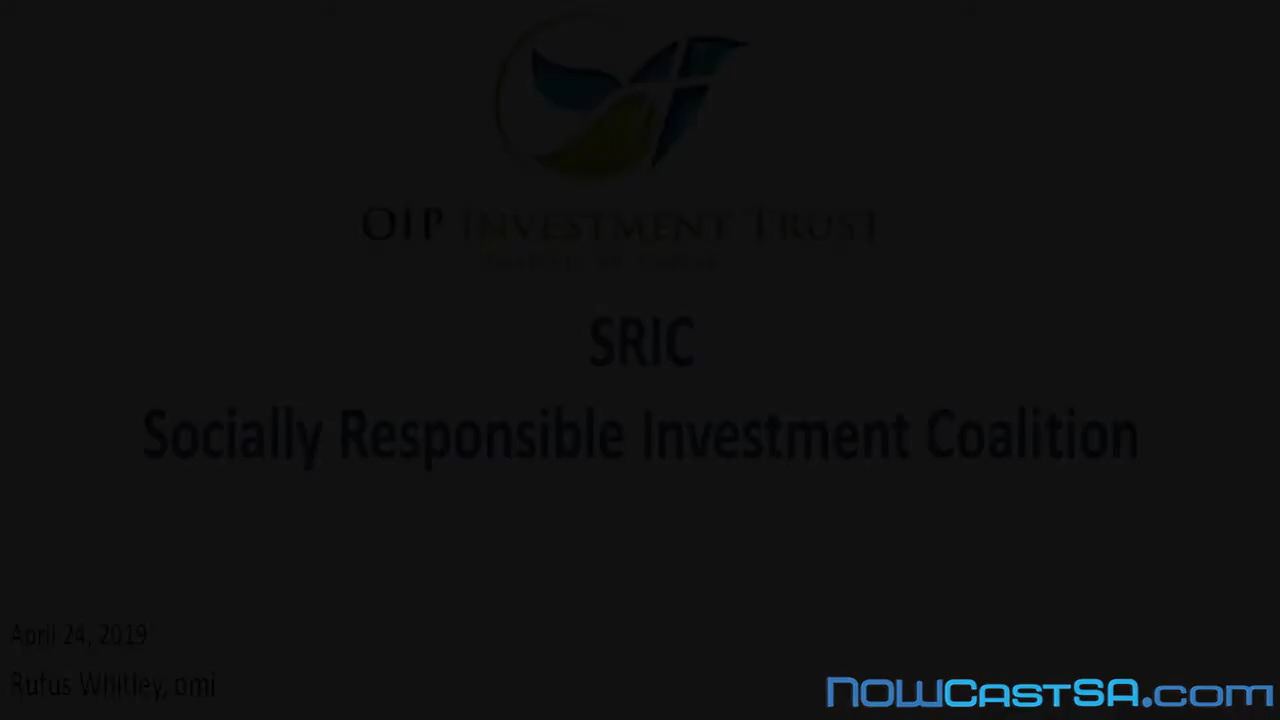 OIP INVESTMENT TRUST
SRIC
Socially Responsible Investment Coalition
April 24, 2019
Rufus Whitley, omi
NOWCastSA.com